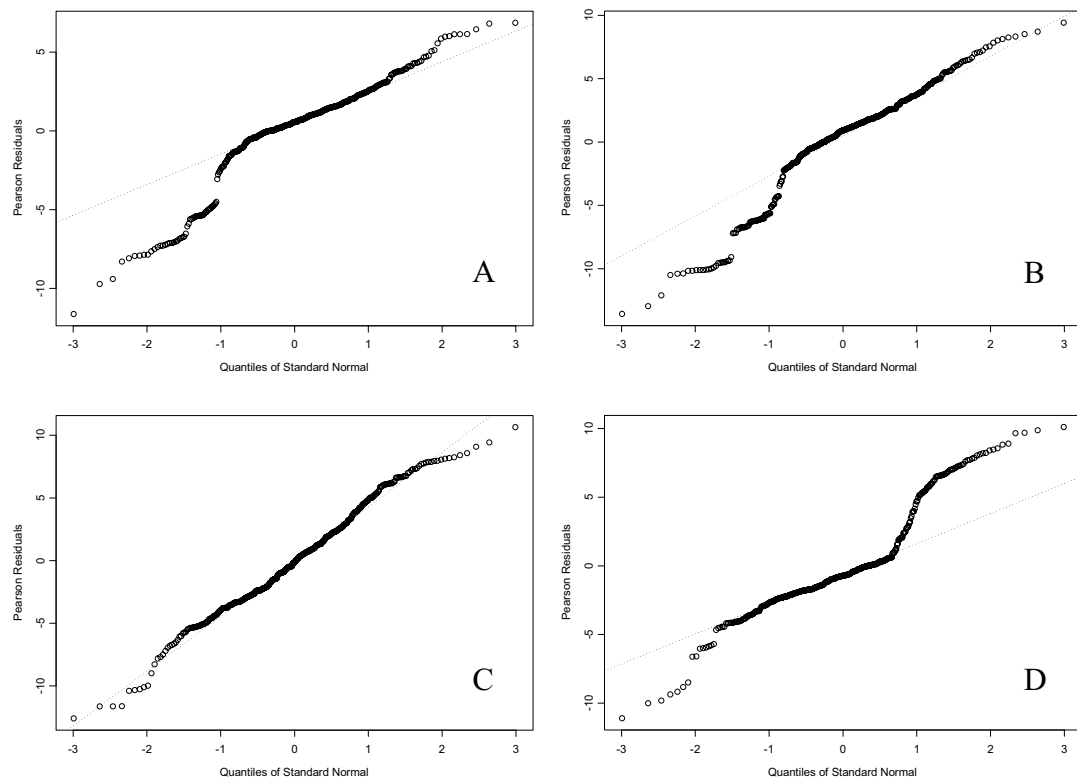 5
0
-5
-10
Pearson Residuals
A
-3 -2 -1 0 1 2 3
Quantiles of Standard Normal
10
5
0
-5
-10
Pearson Residuals
B
-3 -2 -1 0 1 2 3
Quantiles of Standard Normal
10
5
0
-5
-10
Pearson Residuals
C
-3 -2 -1 0 1 2 3
Quantiles of Standard Normal
10
5
0
-5
-10
Pearson Residuals
D
-3 -2 -1 0 1 2 3
Quantiles of Standard Normal